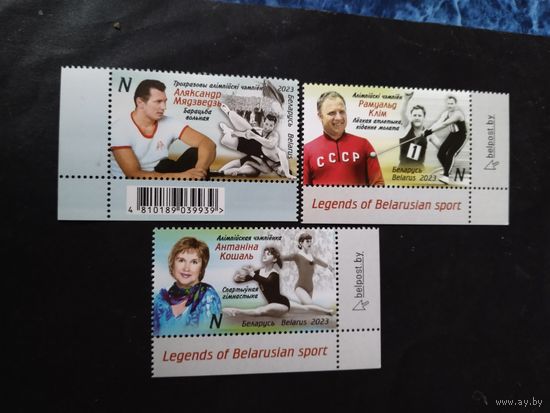 N
Трохразовы алімпійскі чэмпіён
Аляксандр
Мядзведзь
Барацьба
вольная
2023
Беларусь Belarus
4 810189 039939 >
Алімпійскі чэмпіён
Рамуальд
Клім
Лёгкая атлетыка,
кіданне молата
СССР
1
Беларусь Belarus 2023
N
belpost.by
Legends of Belarusian sport
Алімпійская чэмпіёнка
Антаніна
Кошаль
Спартыўная
гімнастыка
N
Беларусь Belarus 2023
belpost.by
Legends of Belarusian sport
www.ay.by